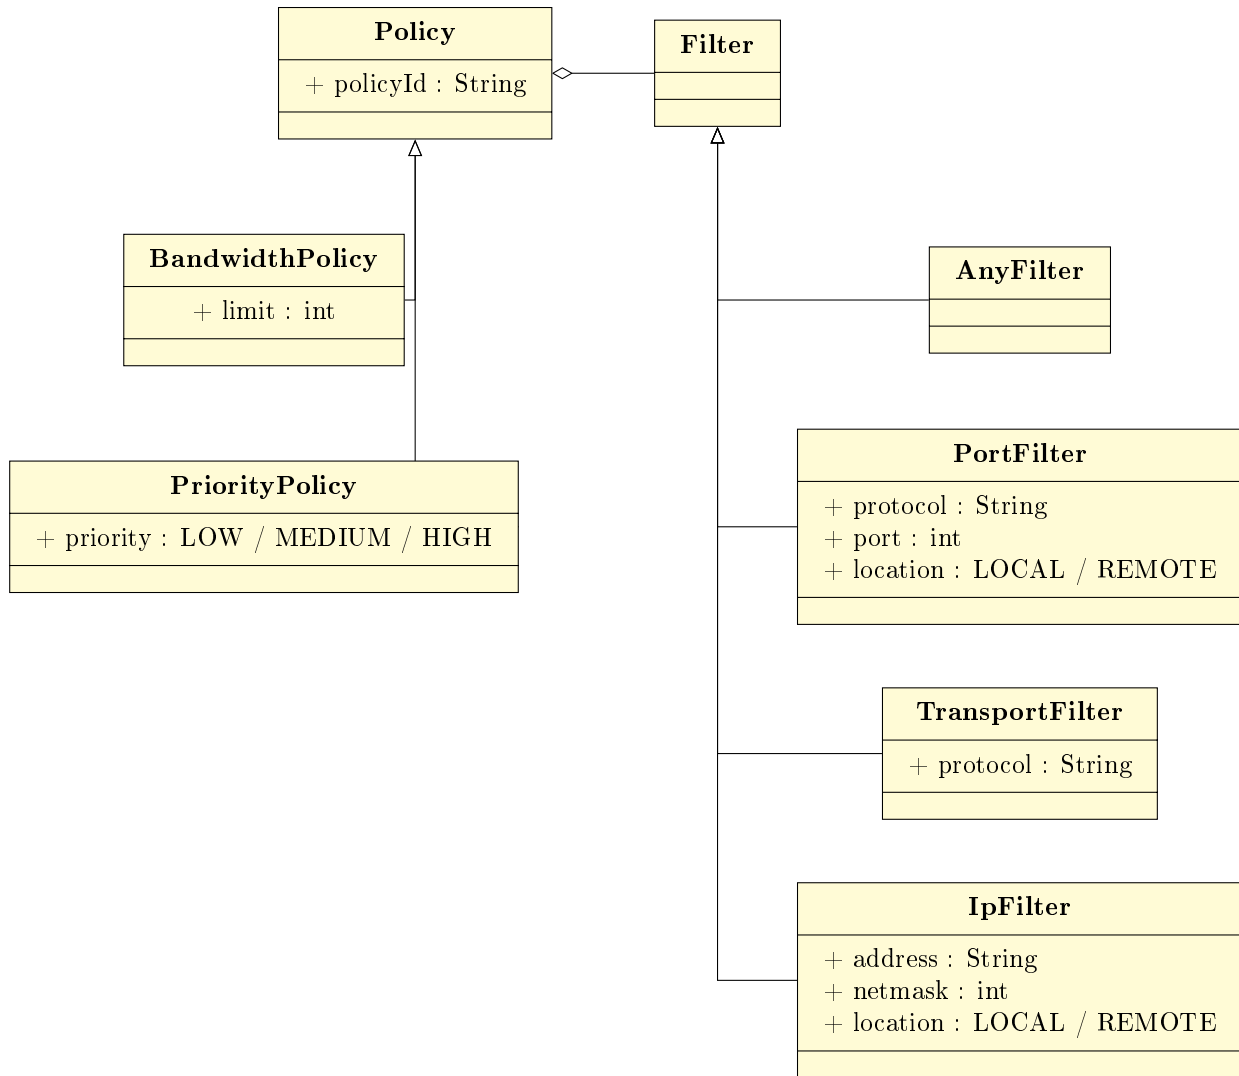 Policy
+ policyId : String
Filter
BandwidthPolicy
+ limit : int
AnyFilter
PriorityPolicy
+ priority : LOW / MEDIUM / HIGH
PortFilter
+ protocol : String
+ port : int
+ location : LOCAL / REMOTE
TransportFilter
+ protocol : String
IpFilter
+ address : String
+ netmask : int
+ location : LOCAL / REMOTE